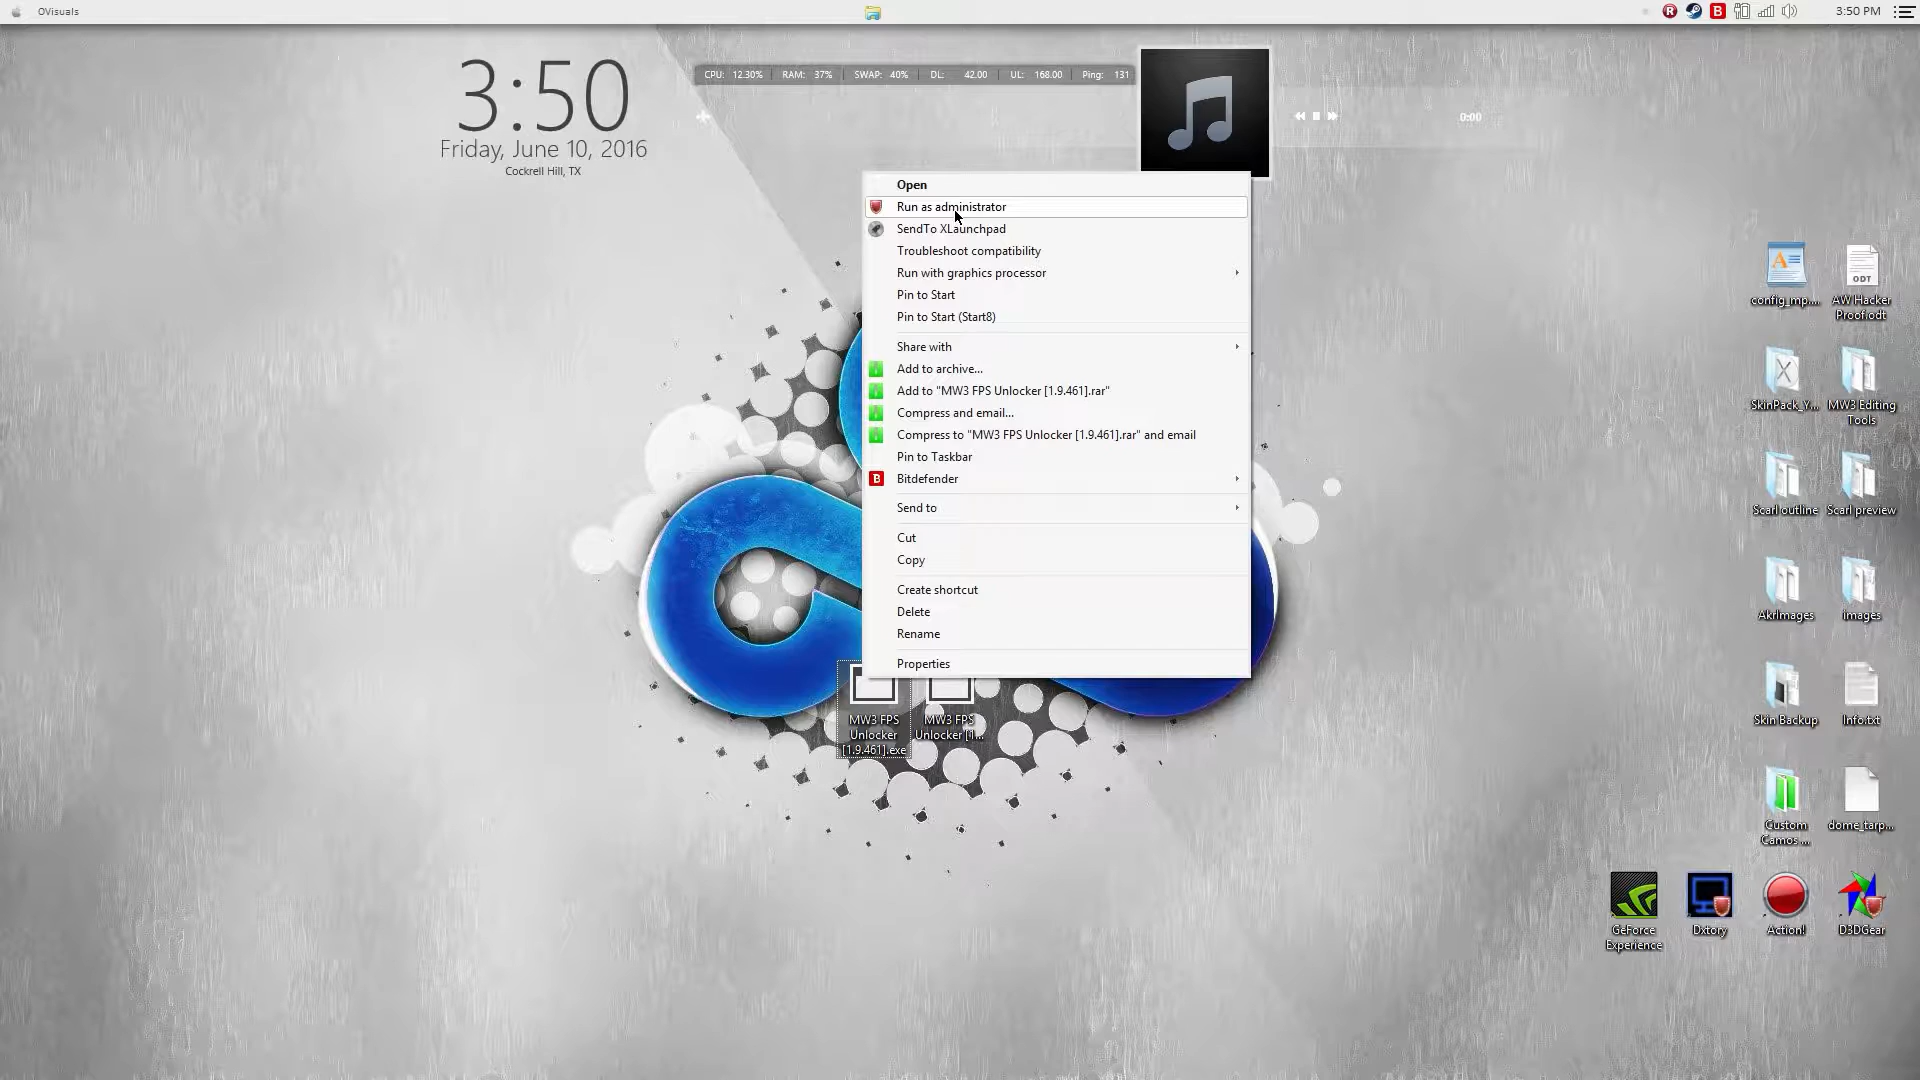 OVisuals
3:50 PM
3:50
Friday, June 10, 2016
Cockrell Hill, TX
CPU: 12.30% RAM: 37% SWAP: 40% DL: 42.00 UL: 168.00 Ping: 131
0:00
Open
Run as administrator
SendTo XLaunchpad
Troubleshoot compatibility
Run with graphics processor
Pin to Start
Pin to Start (Start8)
Share with
Add to archive...
Add to "MW3 FPS Unlocker [1.9.461].rar"
Compress and email...
Compress to "MW3 FPS Unlocker [1.9.461].rar" and email
Pin to Taskbar
B Bitdefender
Send to
Cut
Copy
Create shortcut
Delete
Rename
Properties
MW3 FPS
Unlocker
[1.9.461].exe
MW3 FPS
Unlocker [1...
ODT
config_mp....
AW Hacker
Proof.odt
SkinPack_Y...
MW3 Editing
Tools
Scarl outline
Scarl preview
AkrImages
images
Skin Backup
Info.txt
Custom
Camos ...
dome_tarp...
GeForce
Experience
Dxtory
Action!
D3DGear